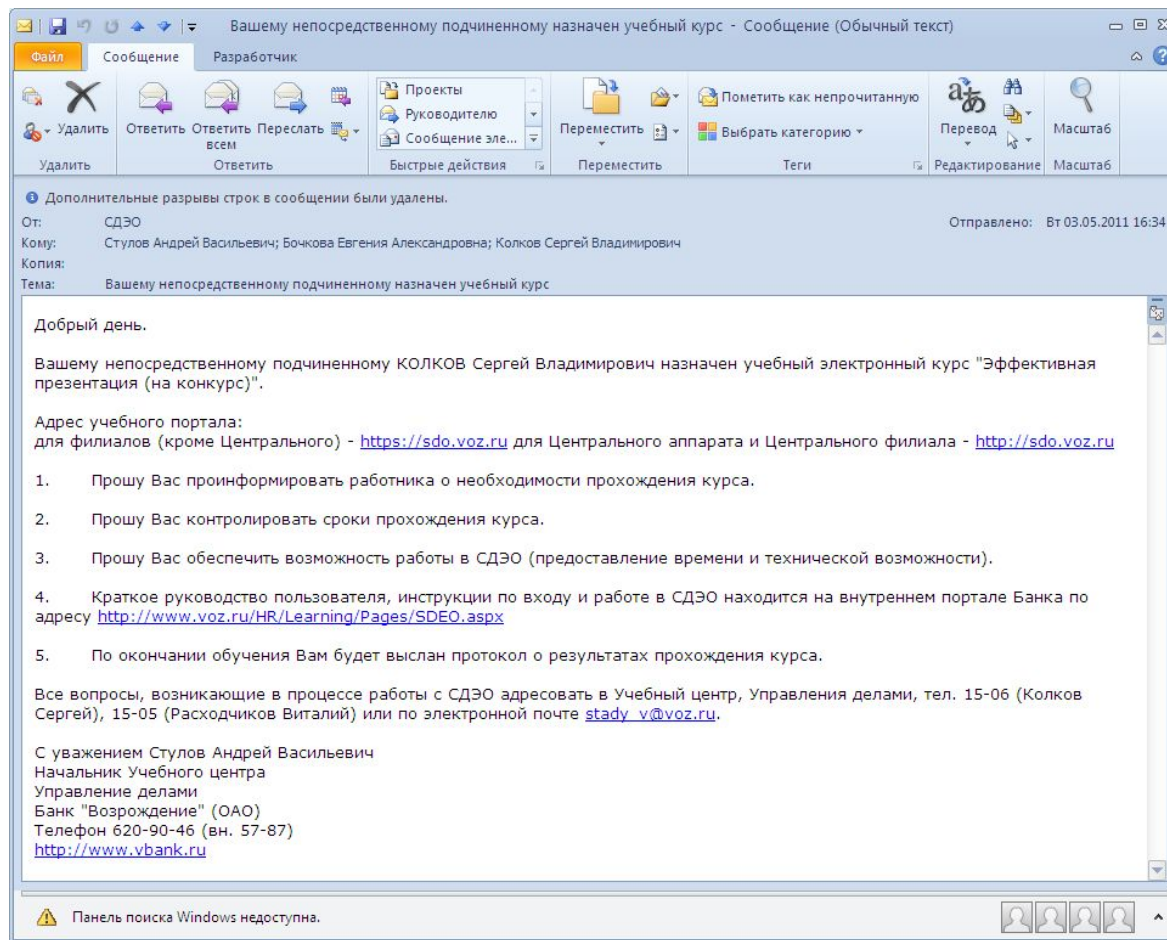 Вашему непосредственному подчиненному назначен учебный курс - Сообщение (Обычный текст)
Файл Сообщение Разработчик
Удалить
Ответить
Ответить всем
Переслать
Проекты
Руководителю
Сообщение эле...
Переместить
Пометить как непрочитанную
Выбрать категорию
Перевод
Масштаб
Удалить Ответить Быстрые действия Переместить Теги Редактирование Масштаб
Дополнительные разрывы строк в сообщении были удалены.
От: СДЭО Отправлено: Вт 03.05.2011 16:34
Кому: Стулов Андрей Васильевич; Бочкова Евгения Александровна; Колков Сергей Владимирович
Копия:
Тема: Вашему непосредственному подчиненному назначен учебный курс
Добрый день.
Вашему непосредственному подчиненному КОЛКОВ Сергей Владимирович назначен учебный электронный курс "Эффективная
презентация (на конкурс)".
Адрес учебного портала:
для филиалов (кроме Центрального) - https://sdo.voz.ru для Центрального аппарата и Центрального филиала - http://sdo.voz.ru
1. Прошу Вас проинформировать работника о необходимости прохождения курса.
2. Прошу Вас контролировать сроки прохождения курса.
3. Прошу Вас обеспечить возможность работы в СДЭО (предоставление времени и технической возможности).
4. Краткое руководство пользователя, инструкции по входу и работе в СДЭО находится на внутреннем портале Банка по
адресу http://www.voz.ru/HR/Learning/Pages/SDEO.aspx
5. По окончании обучения Вам будет выслан протокол о результатах прохождения курса.
Все вопросы, возникающие в процессе работы с СДЭО адресовать в Учебный центр, Управления делами, тел. 15-06 (Колков
Сергей), 15-05 (Расходчиков Виталий) или по электронной почте stady_v@voz.ru.
С уважением Стулов Андрей Васильевич
Начальник Учебного центра
Управление делами
Банк "Возрождение" (ОАО)
Телефон 620-90-46 (вн. 57-87)
http://www.vbank.ru
Панель поиска Windows недоступна.